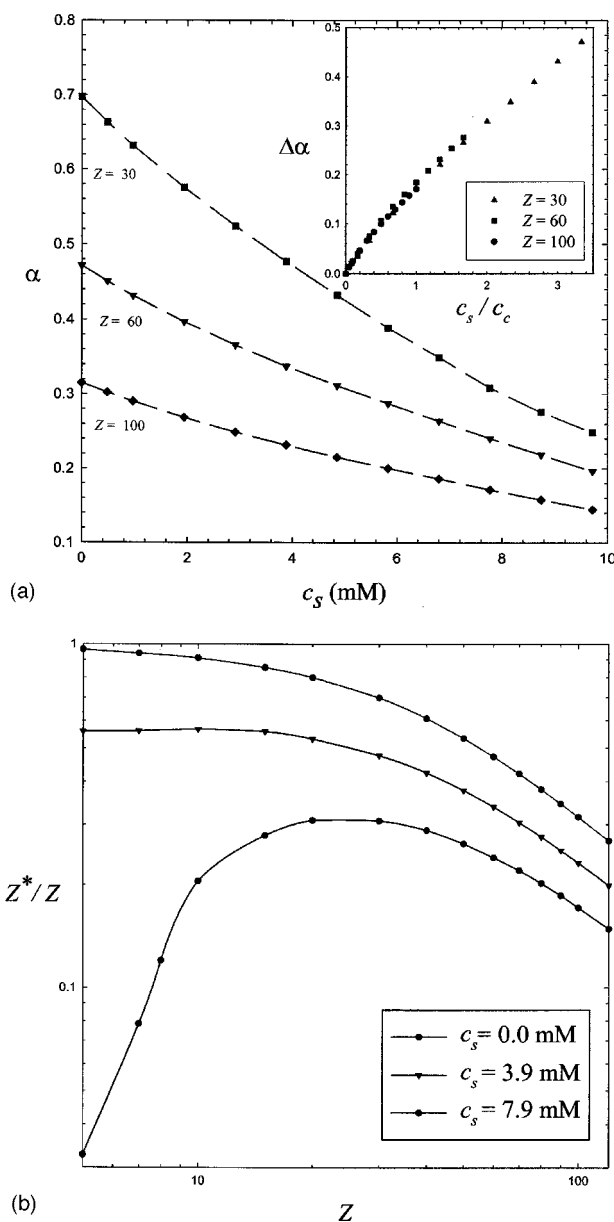 0.8
0.7
0.6
0.5
0.4
0.3
0.2
0.1
α
0 2 4 6 8 10
c_s (mM)
Z = 30
Z = 60
Z = 100
0.5
0.4
0.3
0.2
0.1
0.0
Δα
0 1 2 3
c_s / c_c
Z = 30
Z = 60
Z = 100
(a)
1
0.1
Z*/Z
c_s = 0.0 mM
c_s = 3.9 mM
c_s = 7.9 mM
10 100
Z
(b)